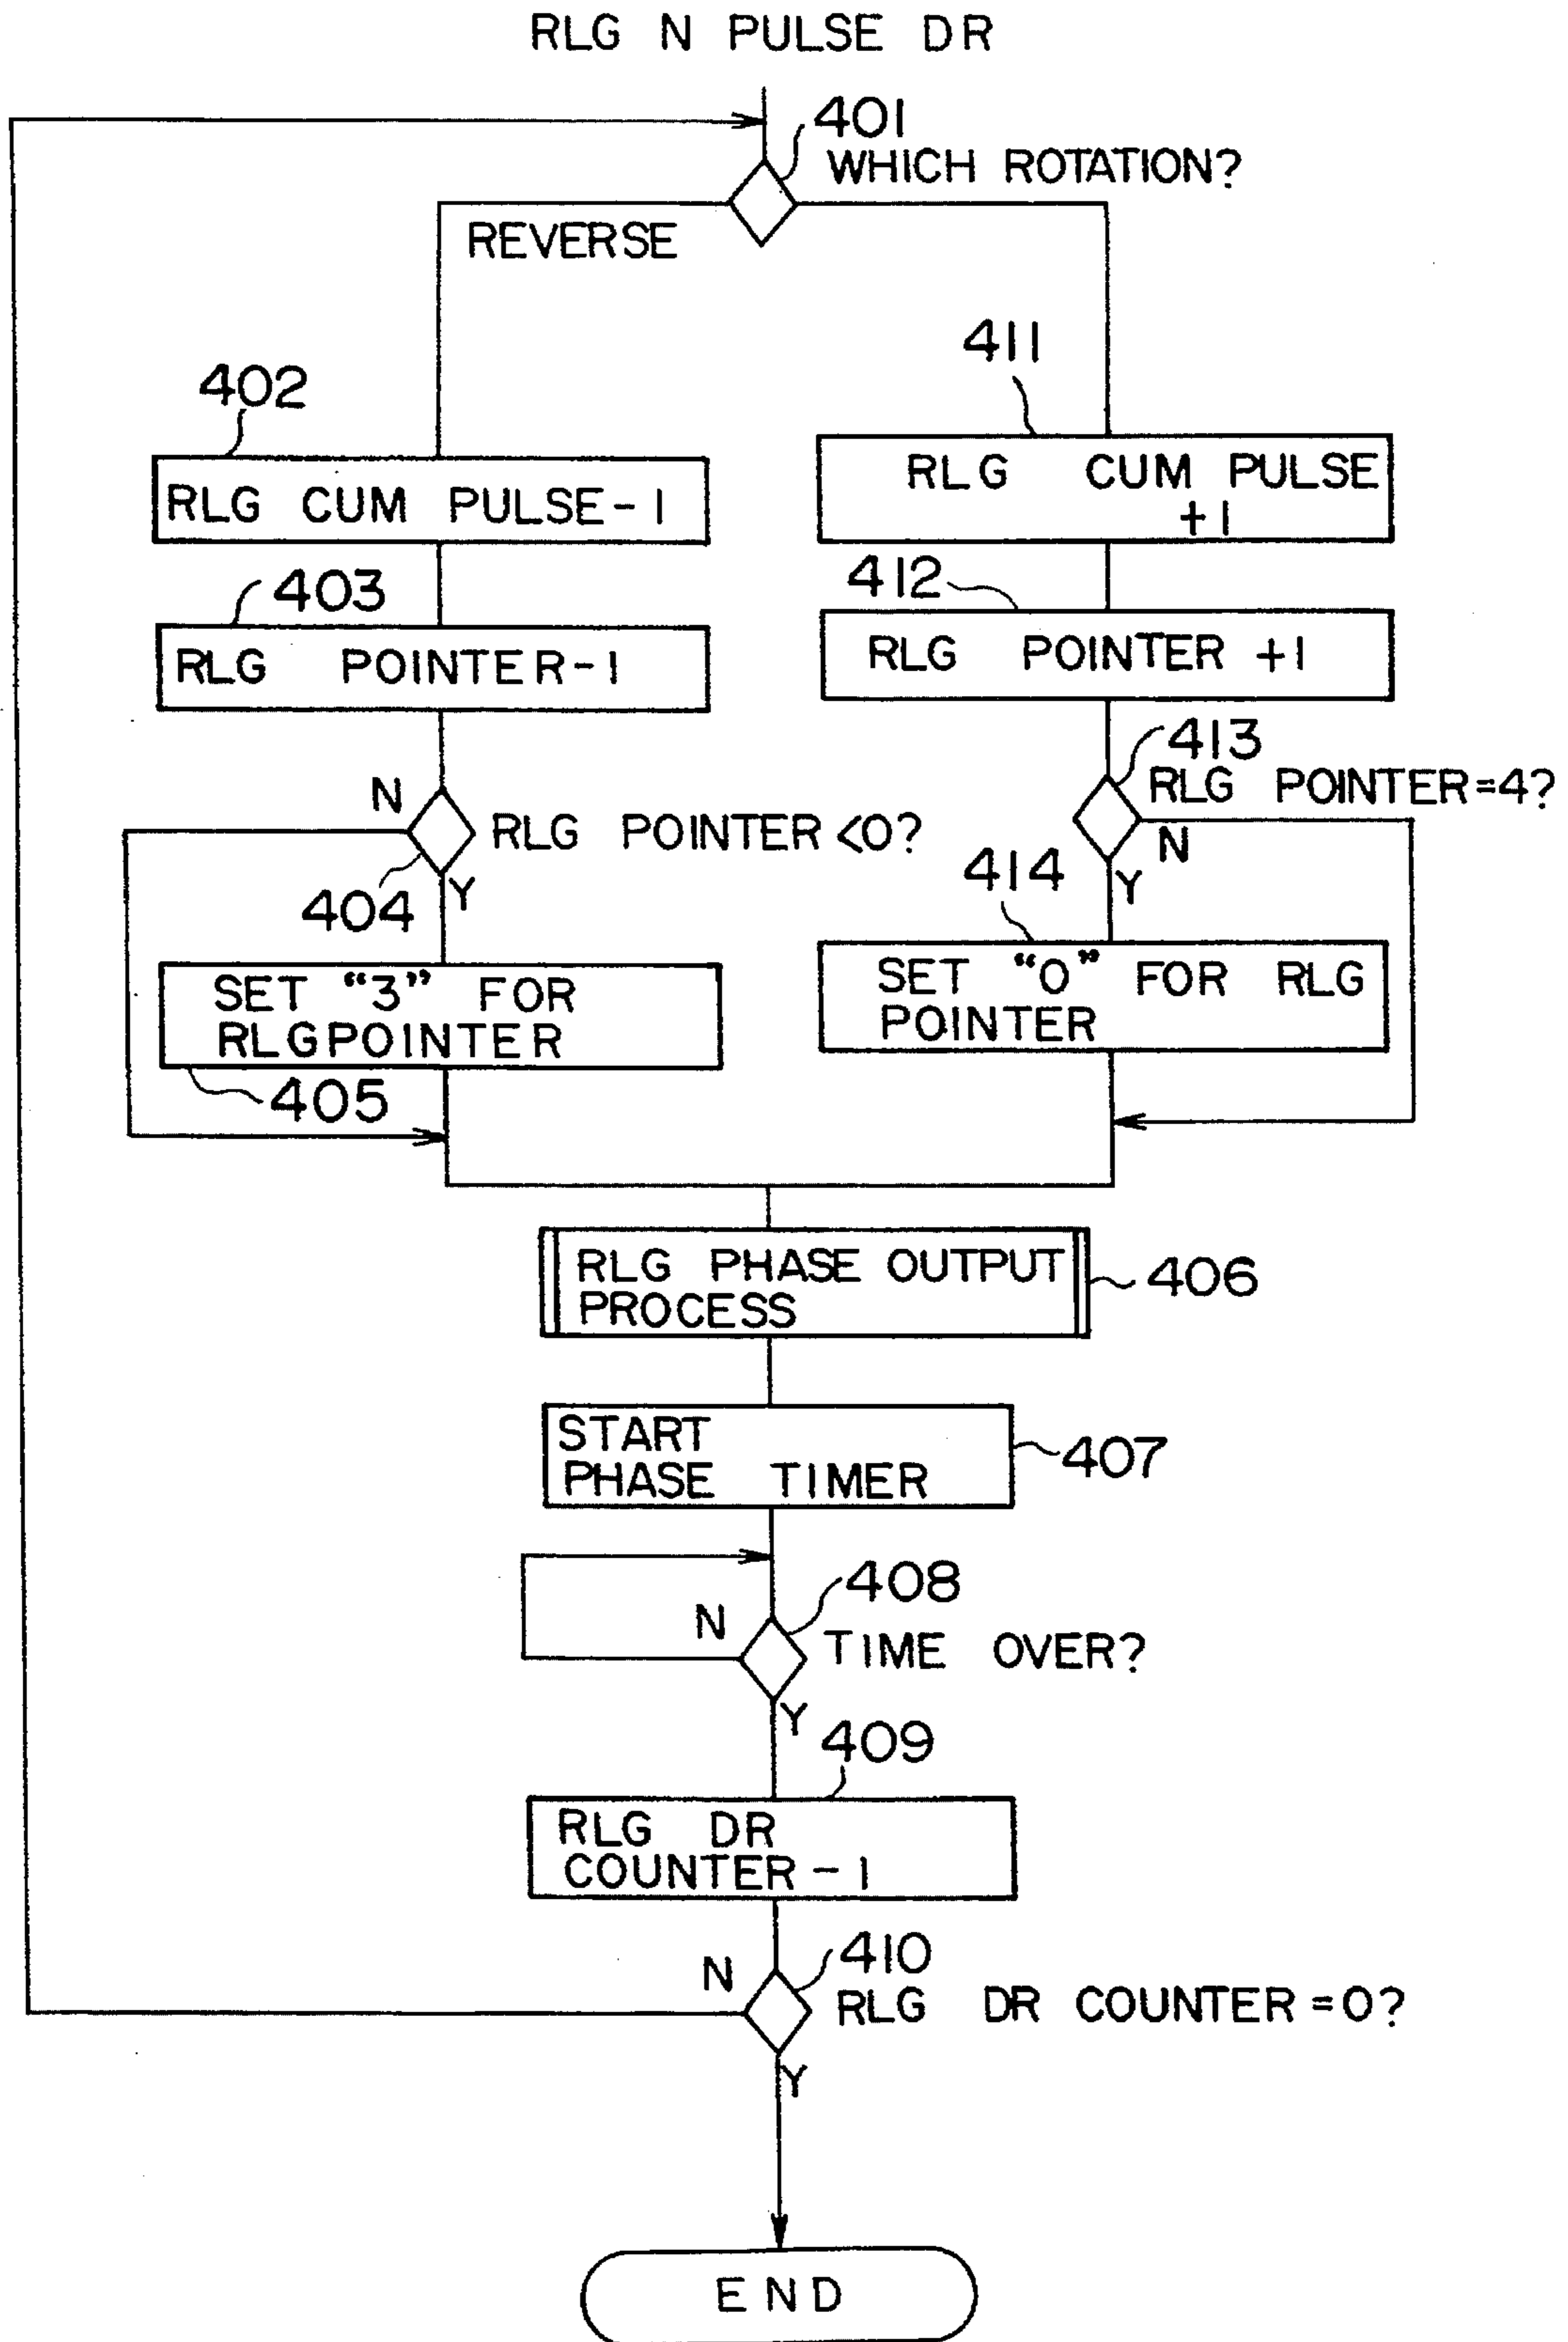 RLG N PULSE DR
401
WHICH ROTATION?
REVERSE
402
RLG CUM PULSE-1
403
RLG POINTER-1
N
RLG POINTER<0?
404
Y
SET "3" FOR
RLGPOINTER
405
411
RLG CUM PULSE
+1
412
RLG POINTER +1
413
RLG POINTER=4?
N
Y
414
SET "0" FOR RLG
POINTER
RLG PHASE OUTPUT
PROCESS
406
START
PHASE TIMER
407
408
N
TIME OVER?
Y
409
RLG DR
COUNTER-1
410
N
RLG DR COUNTER=0?
Y
END